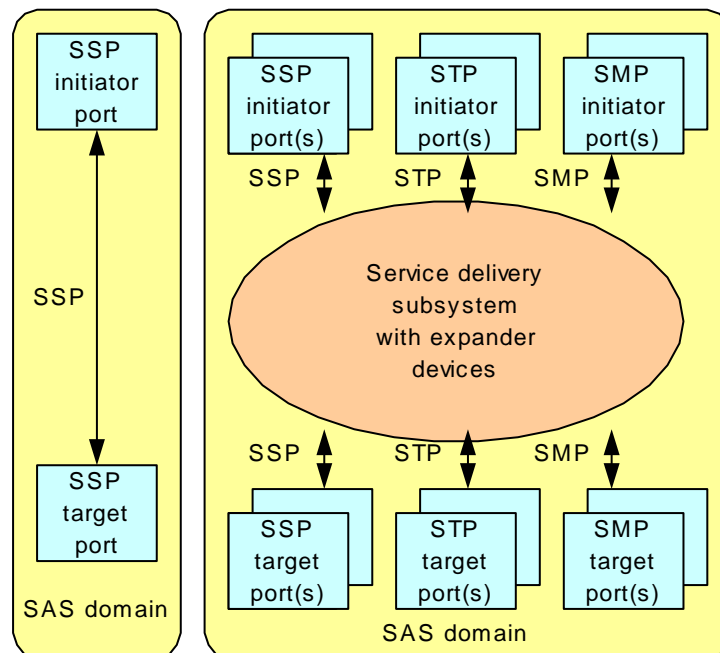 SSP
initiator
port
SSP
SSP
target
port
SAS domain
SSP
initiator
port(s)
STP
initiator
port(s)
SMP
initiator
port(s)
SSP
STP
SMP
Service delivery
subsystem
with expander
devices
SSP
STP
SMP
SSP
target
port(s)
STP
target
port(s)
SMP
target
port(s)
SAS domain